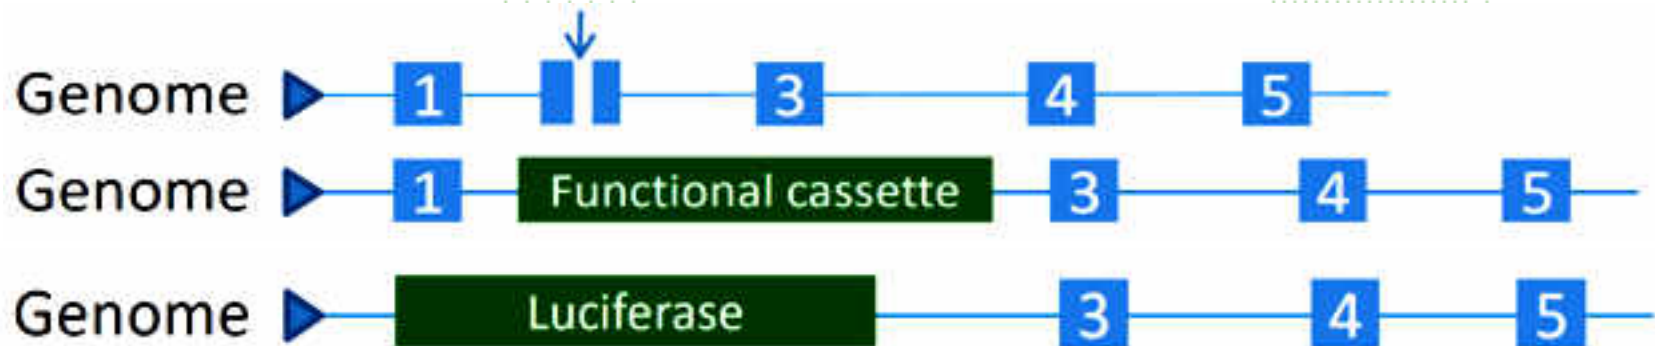 Genome 1 3 4 5
Genome 1 Functional cassette 3 4 5
Genome Luciferase 3 4 5